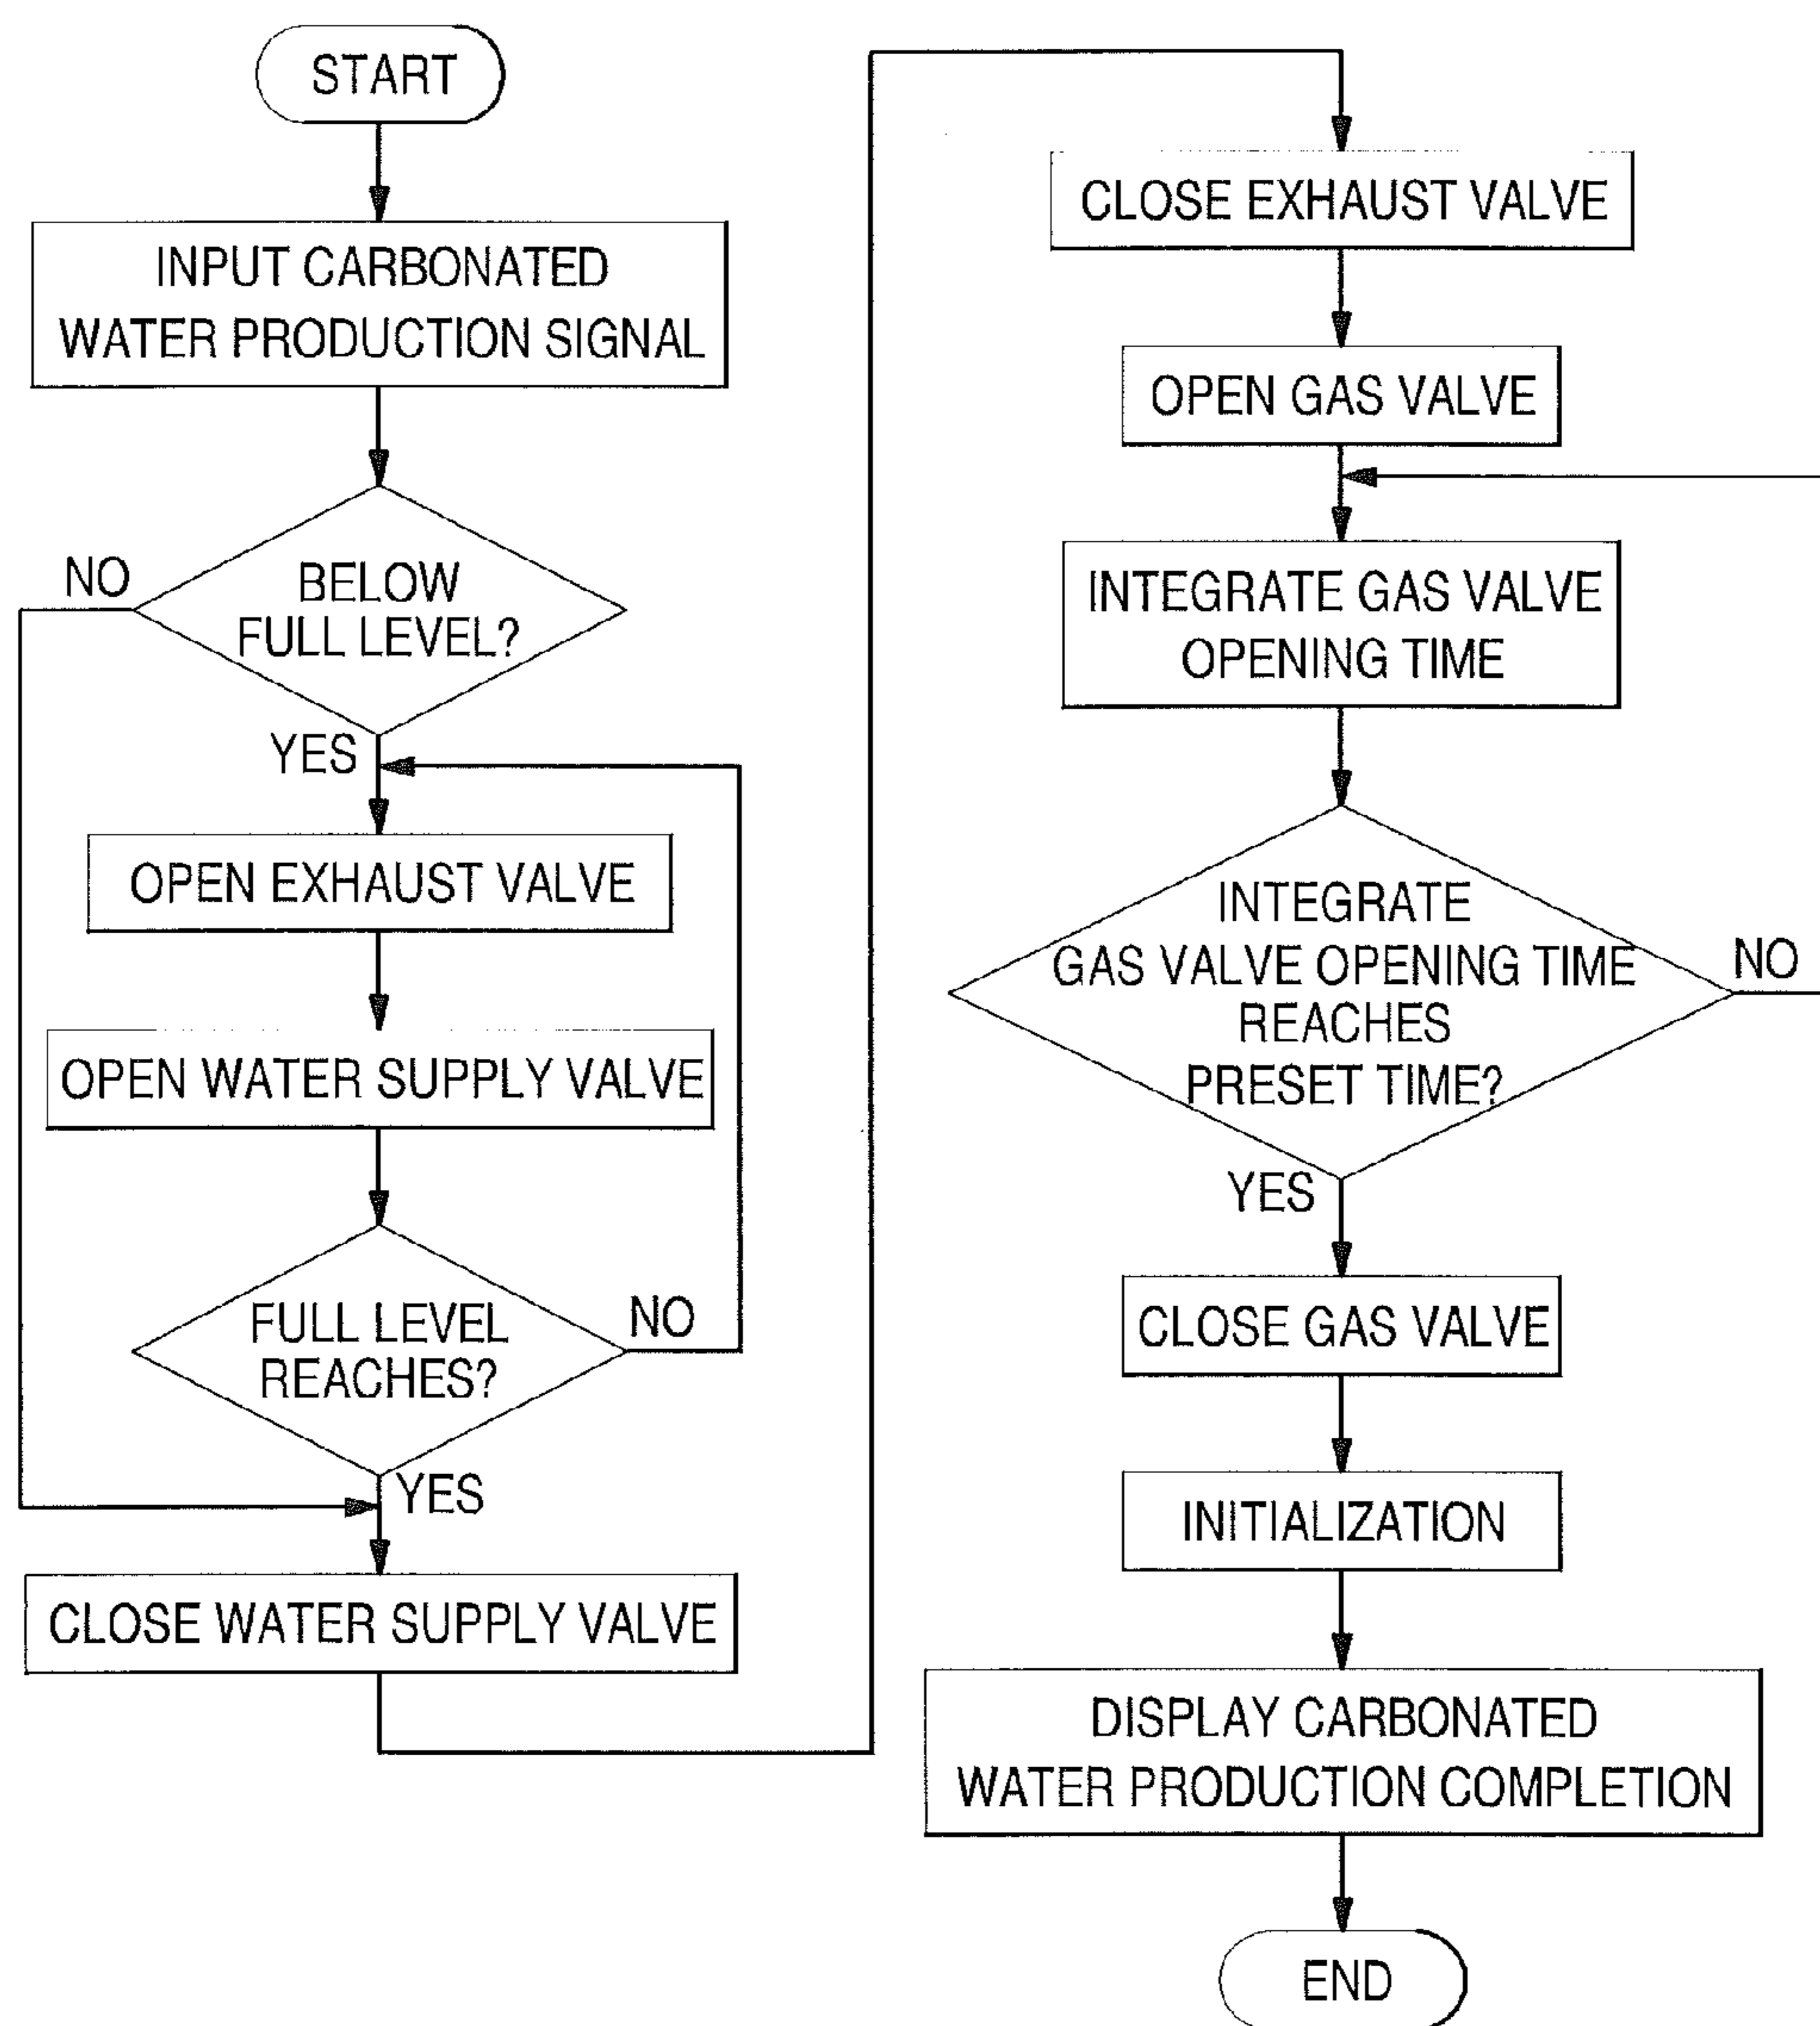 START
INPUT CARBONATED
WATER PRODUCTION SIGNAL
NO
BELOW
FULL LEVEL?
YES
OPEN EXHAUST VALVE
OPEN WATER SUPPLY VALVE
FULL LEVEL
REACHES?
NO
YES
CLOSE WATER SUPPLY VALVE
CLOSE EXHAUST VALVE
OPEN GAS VALVE
INTEGRATE GAS VALVE
OPENING TIME
INTEGRATE
GAS VALVE OPENING TIME
REACHES
PRESET TIME?
NO
YES
CLOSE GAS VALVE
INITIALIZATION
DISPLAY CARBONATED
WATER PRODUCTION COMPLETION
END